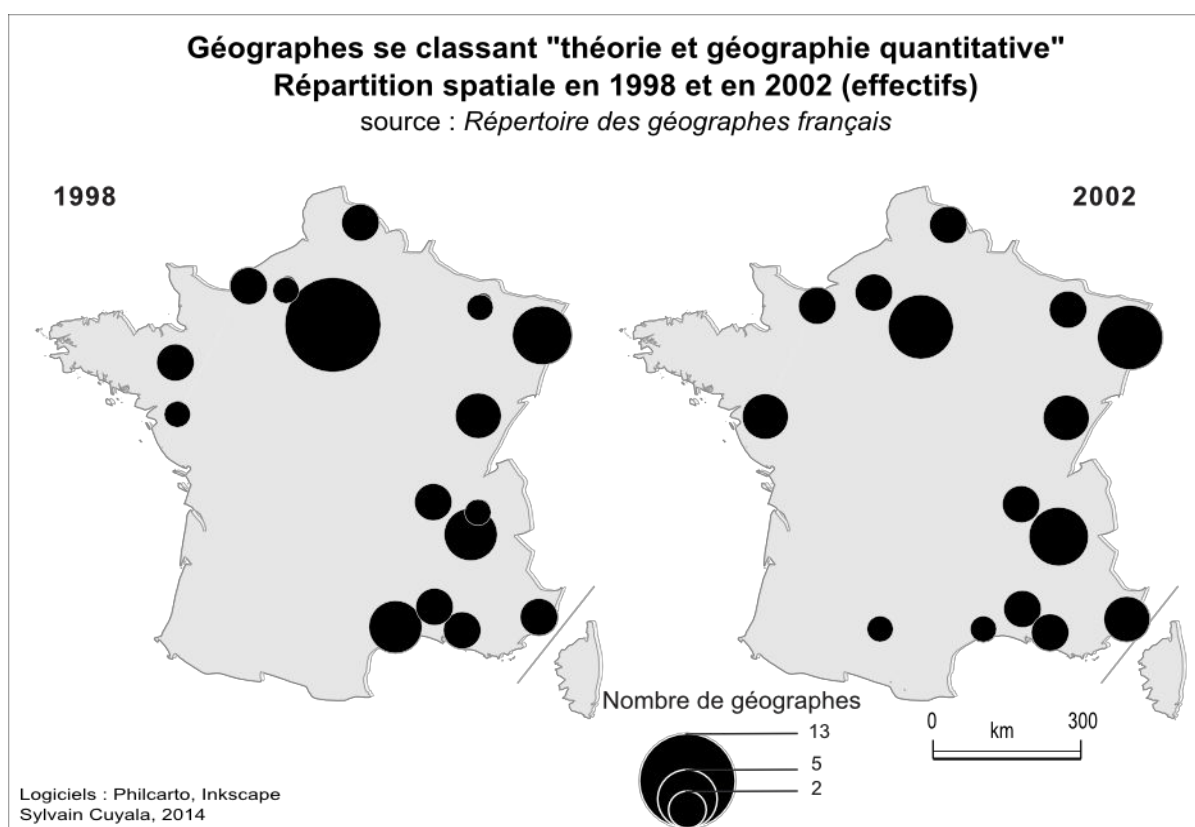 Géographes se classant "théorie et géographie quantitative"
Répartition spatiale en 1998 et en 2002 (effectifs)
source : Répertoire des géographes français
1998
2002
Nombre de géographes
13
5
2
0 km 300
Logiciels : Philcarto, Inkscape
Sylvain Cuyala, 2014